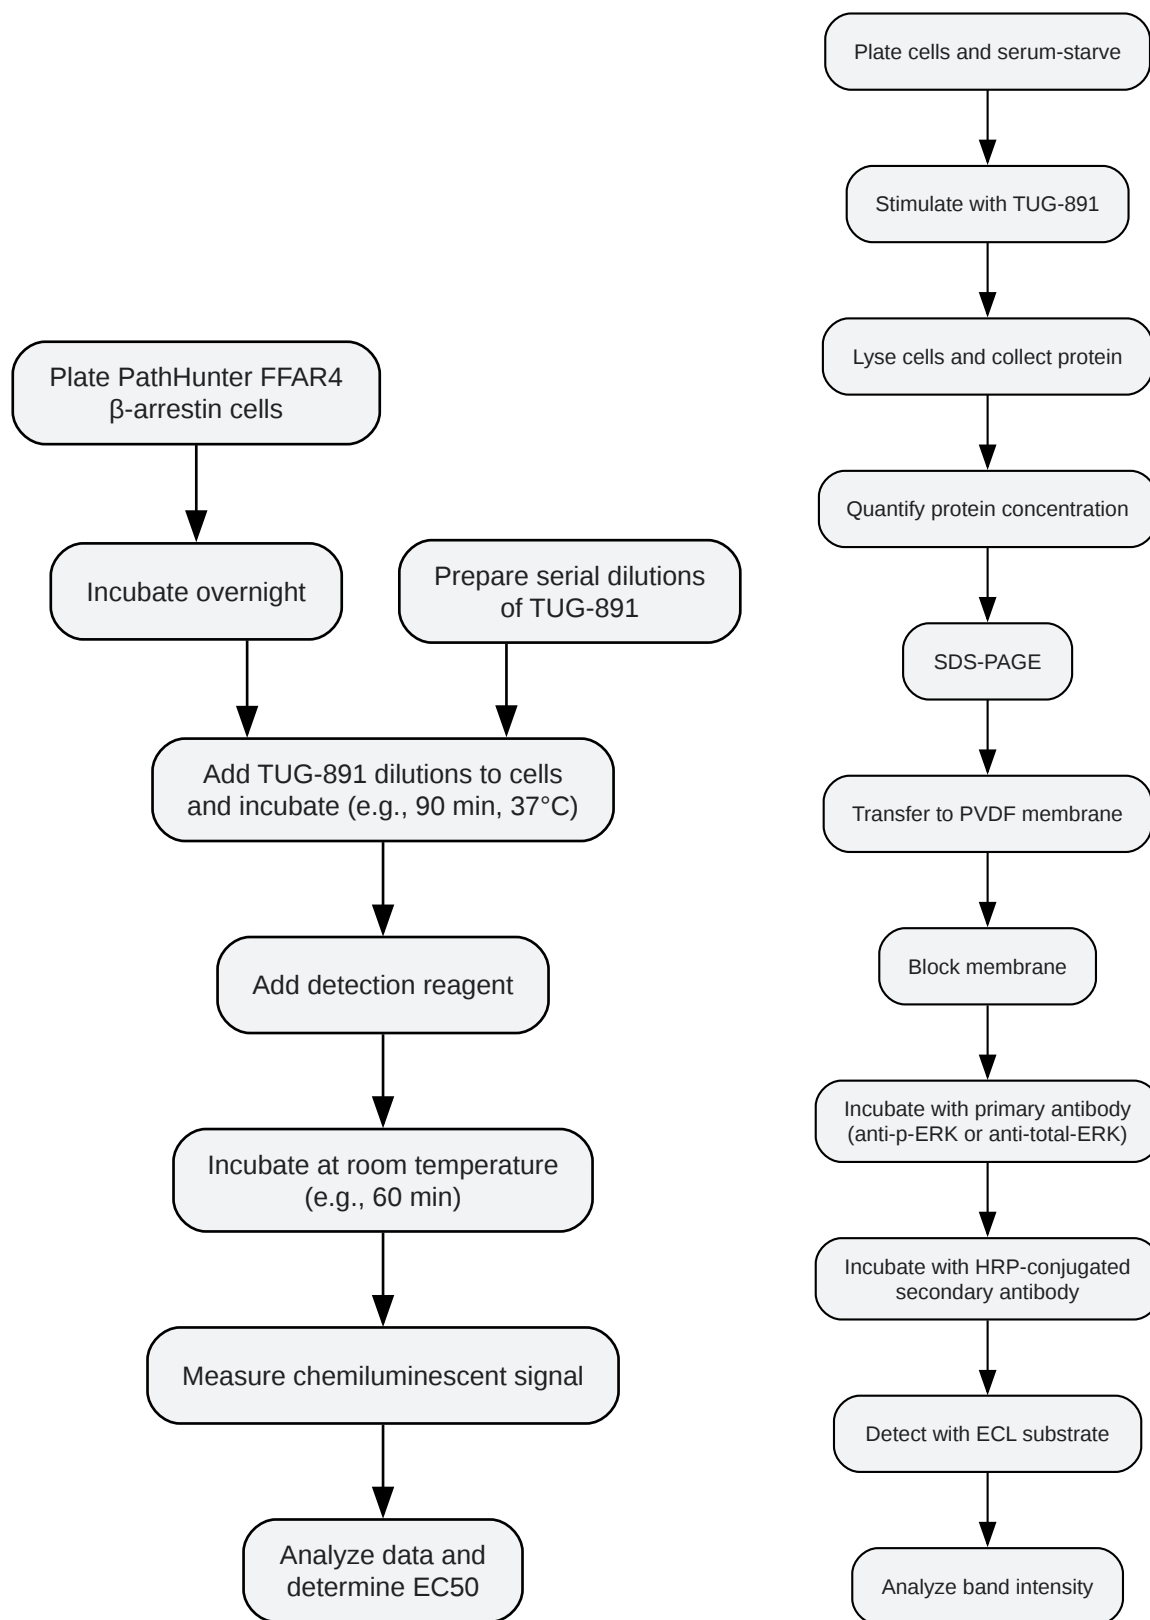 Plate PathHunter FFAR4
β-arrestin cells
Incubate overnight
Prepare serial dilutions
of TUG-891
Add TUG-891 dilutions to cells
and incubate (e.g., 90 min, 37°C)
Add detection reagent
Incubate at room temperature
(e.g., 60 min)
Measure chemiluminescent signal
Analyze data and
determine EC50
Plate cells and serum-starve
Stimulate with TUG-891
Lyse cells and collect protein
Quantify protein concentration
SDS-PAGE
Transfer to PVDF membrane
Block membrane
Incubate with primary antibody
(anti-p-ERK or anti-total-ERK)
Incubate with HRP-conjugated
secondary antibody
Detect with ECL substrate
Analyze band intensity